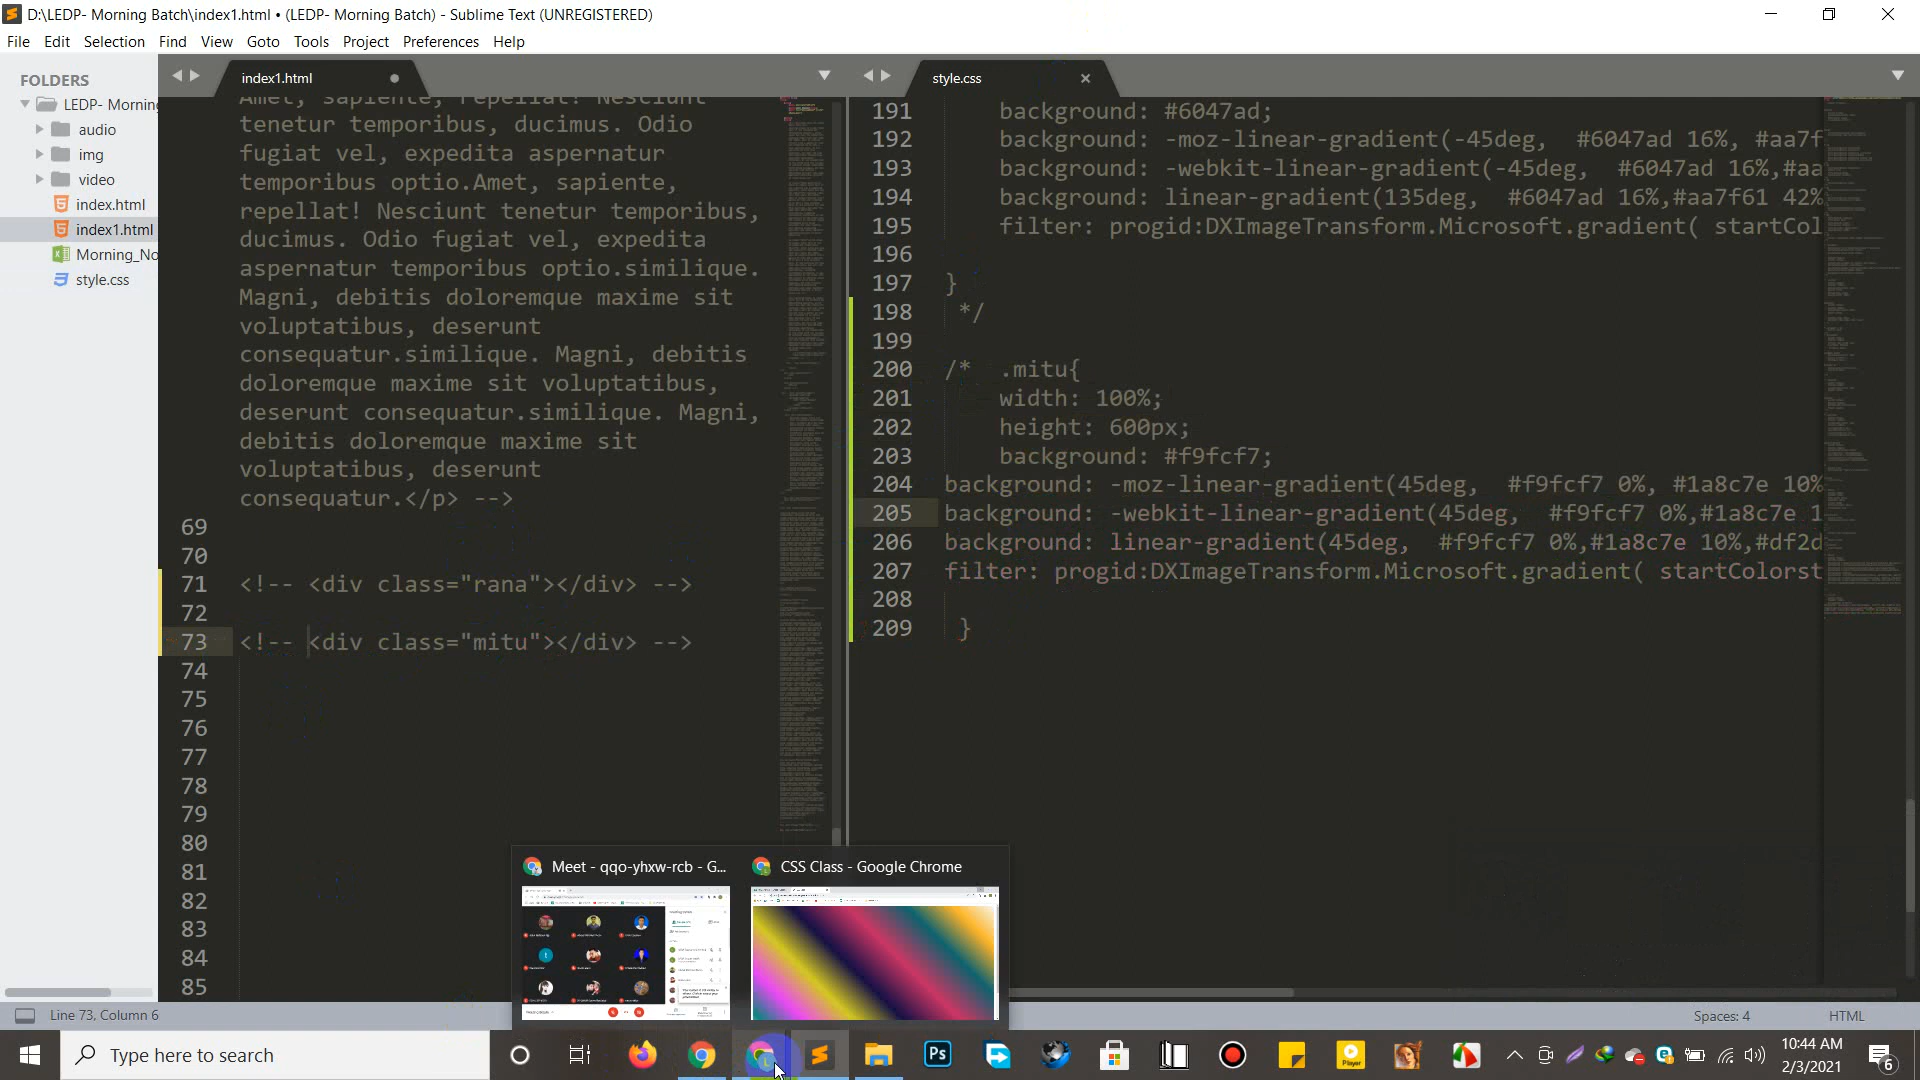 D:\LEDP- Morning Batch\index1.html • (LEDP- Morning Batch) - Sublime Text (UNREGISTERED)
File Edit Selection Find View Goto Tools Project Preferences Help
FOLDERS
LEDP- Mornin
audio
img
video
index.html
index1.html
Morning_No
style.css
index1.html
Amet, sapiente, repellat! Nesciunt
tenetur temporibus, ducimus. Odio
fugiat vel, expedita aspernatur
temporibus optio.Amet, sapiente,
repellat! Nesciunt tenetur temporibus,
ducimus. Odio fugiat vel, expedita
aspernatur temporibus optio.similique.
Magni, debitis doloremque maxime sit
voluptatibus, deserunt
consequatur.similique. Magni, debitis
doloremque maxime sit voluptatibus,
deserunt consequatur.similique. Magni,
debitis doloremque maxime sit
voluptatibus, deserunt
consequatur.</p> -->
69
70
71 <!-- <div class="rana"></div> -->
72
73 <!-- <div class="mitu"></div> -->
74
75
76
77
78
79
80
81
82
83
84
85
style.css
191 background: #6047ad;
192 background: -moz-linear-gradient(-45deg, #6047ad 16%, #aa7f
193 background: -webkit-linear-gradient(-45deg, #6047ad 16%,#aa
194 background: linear-gradient(135deg, #6047ad 16%,#aa7f61 42%
195 filter: progid:DXImageTransform.Microsoft.gradient( startCol
196
197 }
198 */
199
200 /* .mitu{
201 width: 100%;
202 height: 600px;
203 background: #f9fcf7;
204 background: -moz-linear-gradient(45deg, #f9fcf7 0%, #1a8c7e 10%
205 background: -webkit-linear-gradient(45deg, #f9fcf7 0%,#1a8c7e 1
206 background: linear-gradient(45deg, #f9fcf7 0%,#1a8c7e 10%,#df2d
207 filter: progid:DXImageTransform.Microsoft.gradient( startColorst
208
209 }
Meet - qqo-yhxw-rcb - G...
CSS Class - Google Chrome
Line 73, Column 6
Spaces: 4
HTML
Type here to search
Ps
Player
10:44 AM
2/3/2021
6